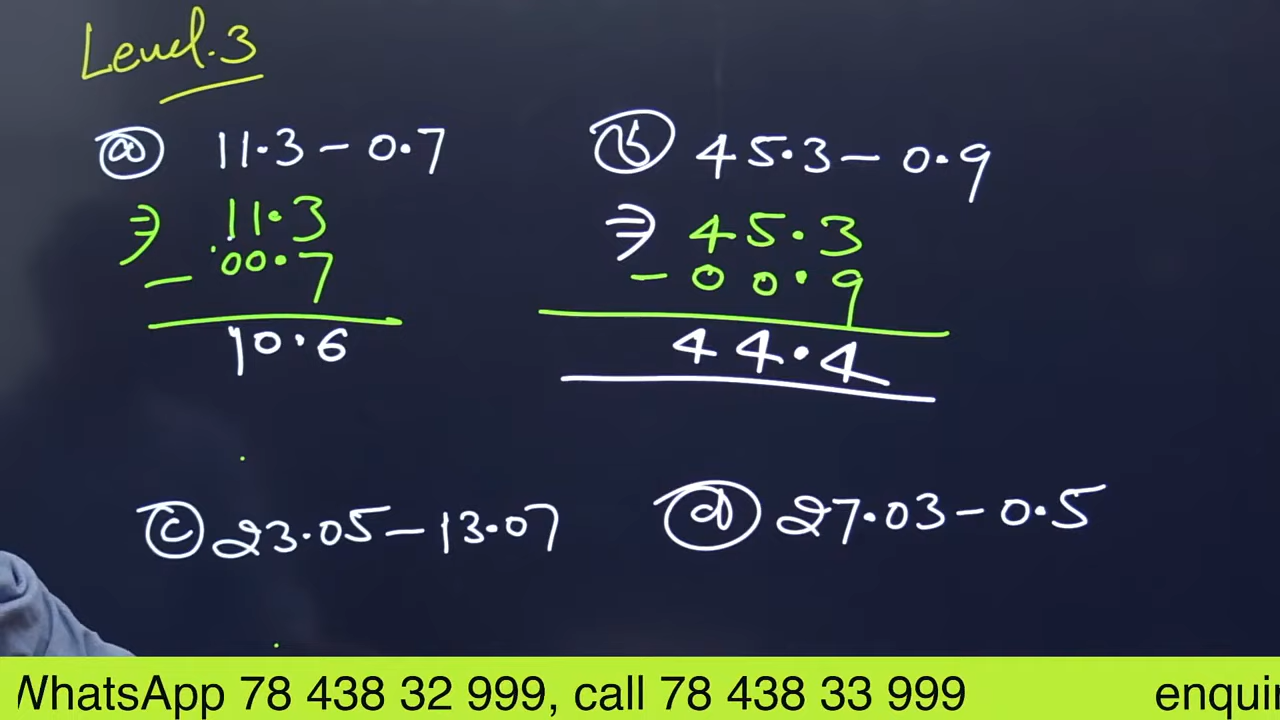 Level.3
(a) 11.3 - 0.7
⇒ 11.3
- 00.7
10.6
(b) 45.3 - 0.9
⇒ 45.3
- 00.9
44.4
(c) 23.05 - 13.07
(d) 27.03 - 0.5
WhatsApp 78 438 32 999, call 78 438 33 999 enquir